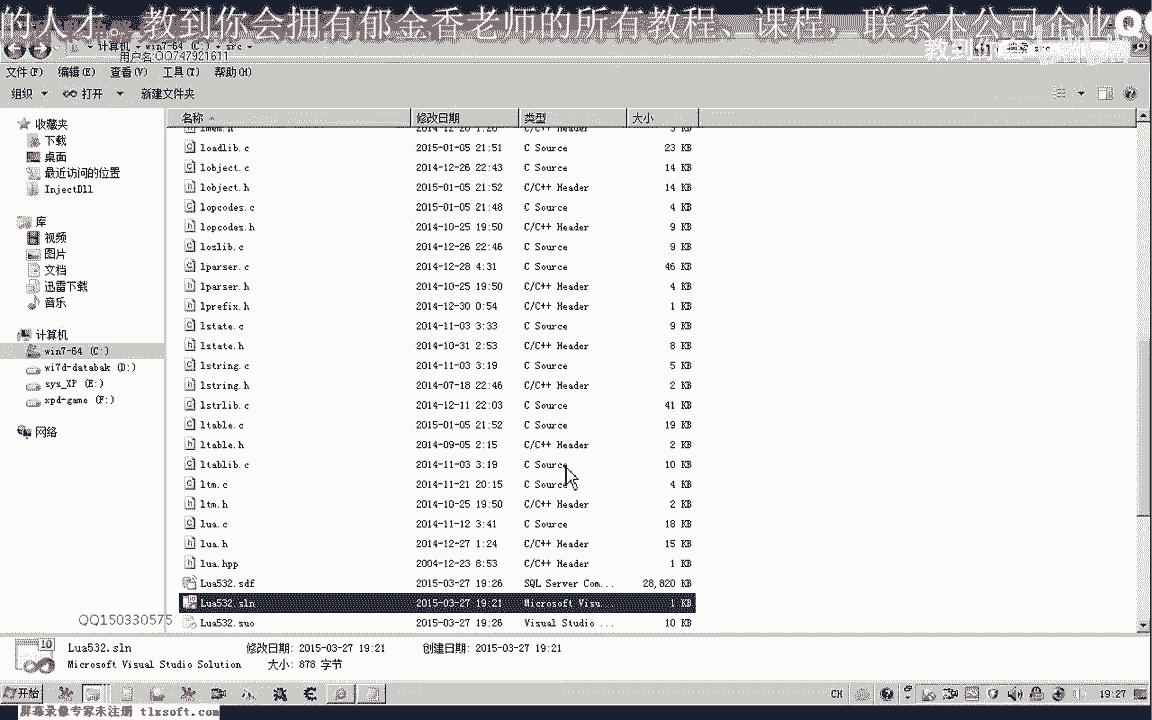 的人才。教到你会拥有郁金香老师的所有教程、课程，联系本公司企业QQ
计算机 win7-64 (C:) src
用户名:QQ747921611
教到你
搜索 src
文件(F) 编辑(E) 查看(V) 工具(T) 帮助(H)
组织 打开 新建文件夹
收藏夹
下载
桌面
最近访问的位置
InjectDll
库
视频
图片
文档
迅雷下载
音乐
计算机
win7-64 (C:)
wi7d-databak (D:)
sys_XP (E:)
xpd-game (F:)
网络
名称 修改日期 类型 大小
lmem.h 2014-12-26 1:26 C/C++ Header 3 KB
loadlib.c 2015-01-05 21:51 C Source 23 KB
lobject.c 2014-12-26 22:43 C Source 14 KB
lobject.h 2015-01-05 21:52 C/C++ Header 14 KB
lopcodes.c 2015-01-05 21:48 C Source 4 KB
lopcodes.h 2014-10-25 19:50 C/C++ Header 9 KB
loslib.c 2014-12-26 22:46 C Source 9 KB
lparser.c 2014-12-28 4:31 C Source 46 KB
lparser.h 2014-10-25 19:50 C/C++ Header 4 KB
lprefix.h 2014-12-30 0:54 C/C++ Header 1 KB
lstate.c 2014-11-03 3:33 C Source 9 KB
lstate.h 2014-10-31 2:53 C/C++ Header 8 KB
lstring.c 2014-11-03 3:19 C Source 5 KB
lstring.h 2014-07-18 22:46 C/C++ Header 2 KB
lstrlib.c 2014-12-11 22:03 C Source 41 KB
ltable.c 2015-01-05 21:52 C Source 19 KB
ltable.h 2014-09-05 2:15 C/C++ Header 2 KB
ltablib.c 2014-11-03 3:19 C Source 10 KB
ltm.c 2014-11-21 20:15 C Source 4 KB
ltm.h 2014-10-25 19:50 C/C++ Header 2 KB
lua.c 2014-11-12 3:41 C Source 18 KB
lua.h 2014-12-27 1:24 C/C++ Header 15 KB
lua.hpp 2004-12-23 8:53 C/C++ Header 1 KB
Lua532.sdf 2015-03-27 19:26 SQL Server Com... 28,820 KB
Lua532.sln 2015-03-27 19:21 Microsoft Visu... 1 KB
Lua532.suo 2015-03-27 19:26 Visual Studio ... 10 KB
QQ150330575
Lua532.sln 修改日期: 2015-03-27 19:21 创建日期: 2015-03-27 19:21
Microsoft Visual Studio Solution 大小: 878 字节
开始 CH 19:27
屏幕录像专家未注册 tlxsoft.com